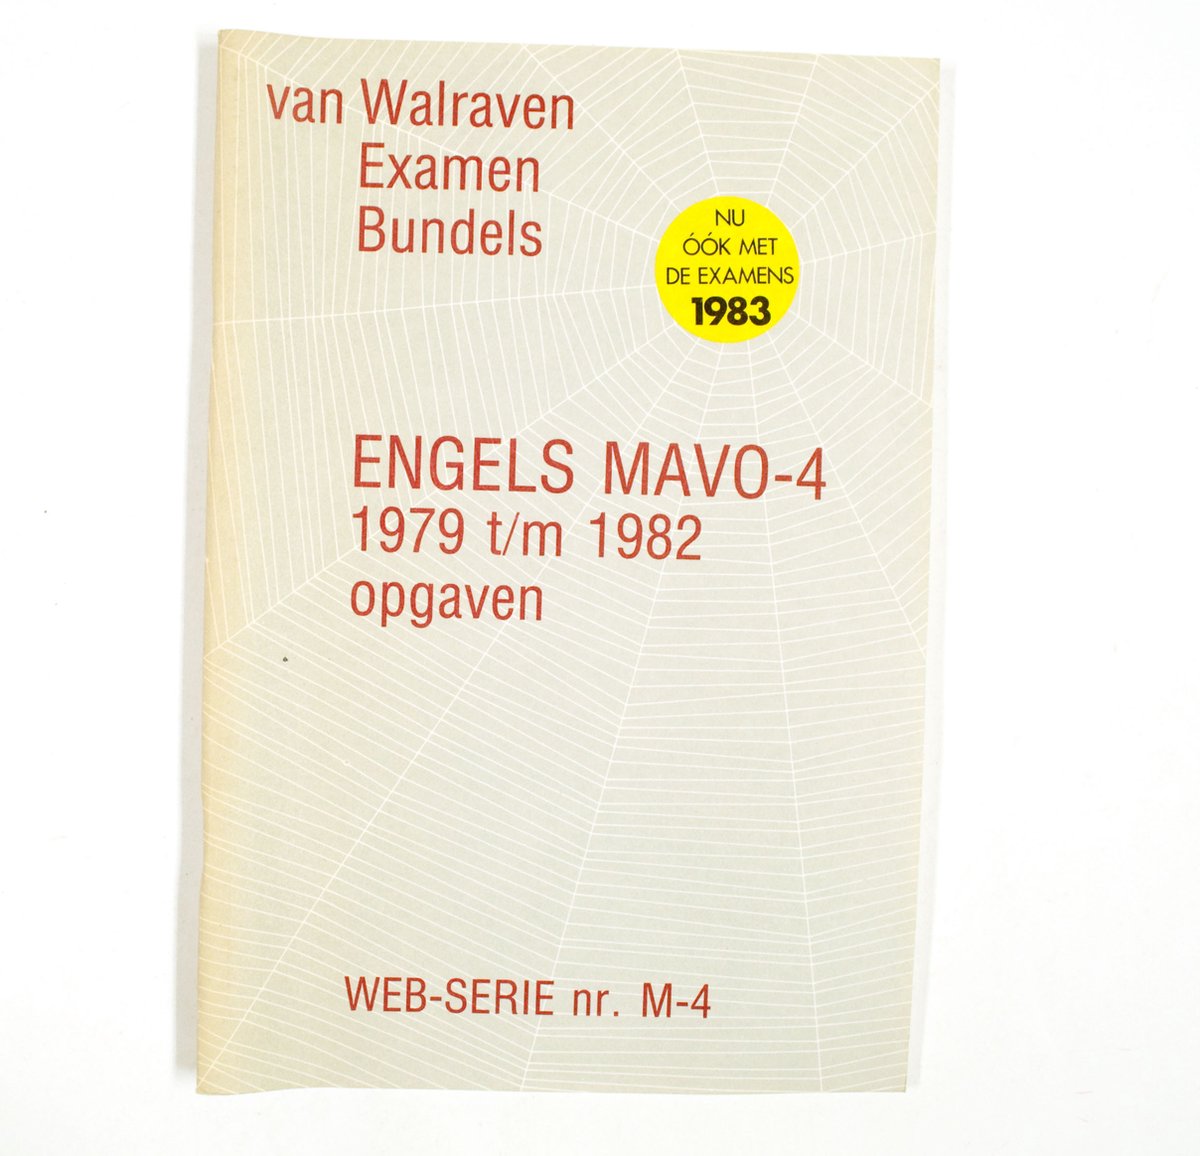 van Walraven
Examen
Bundels
NU
ÓÓK MET
DE EXAMENS
1983
ENGELS MAVO-4
1979 t/m 1982
opgaven
WEB-SERIE nr. M-4